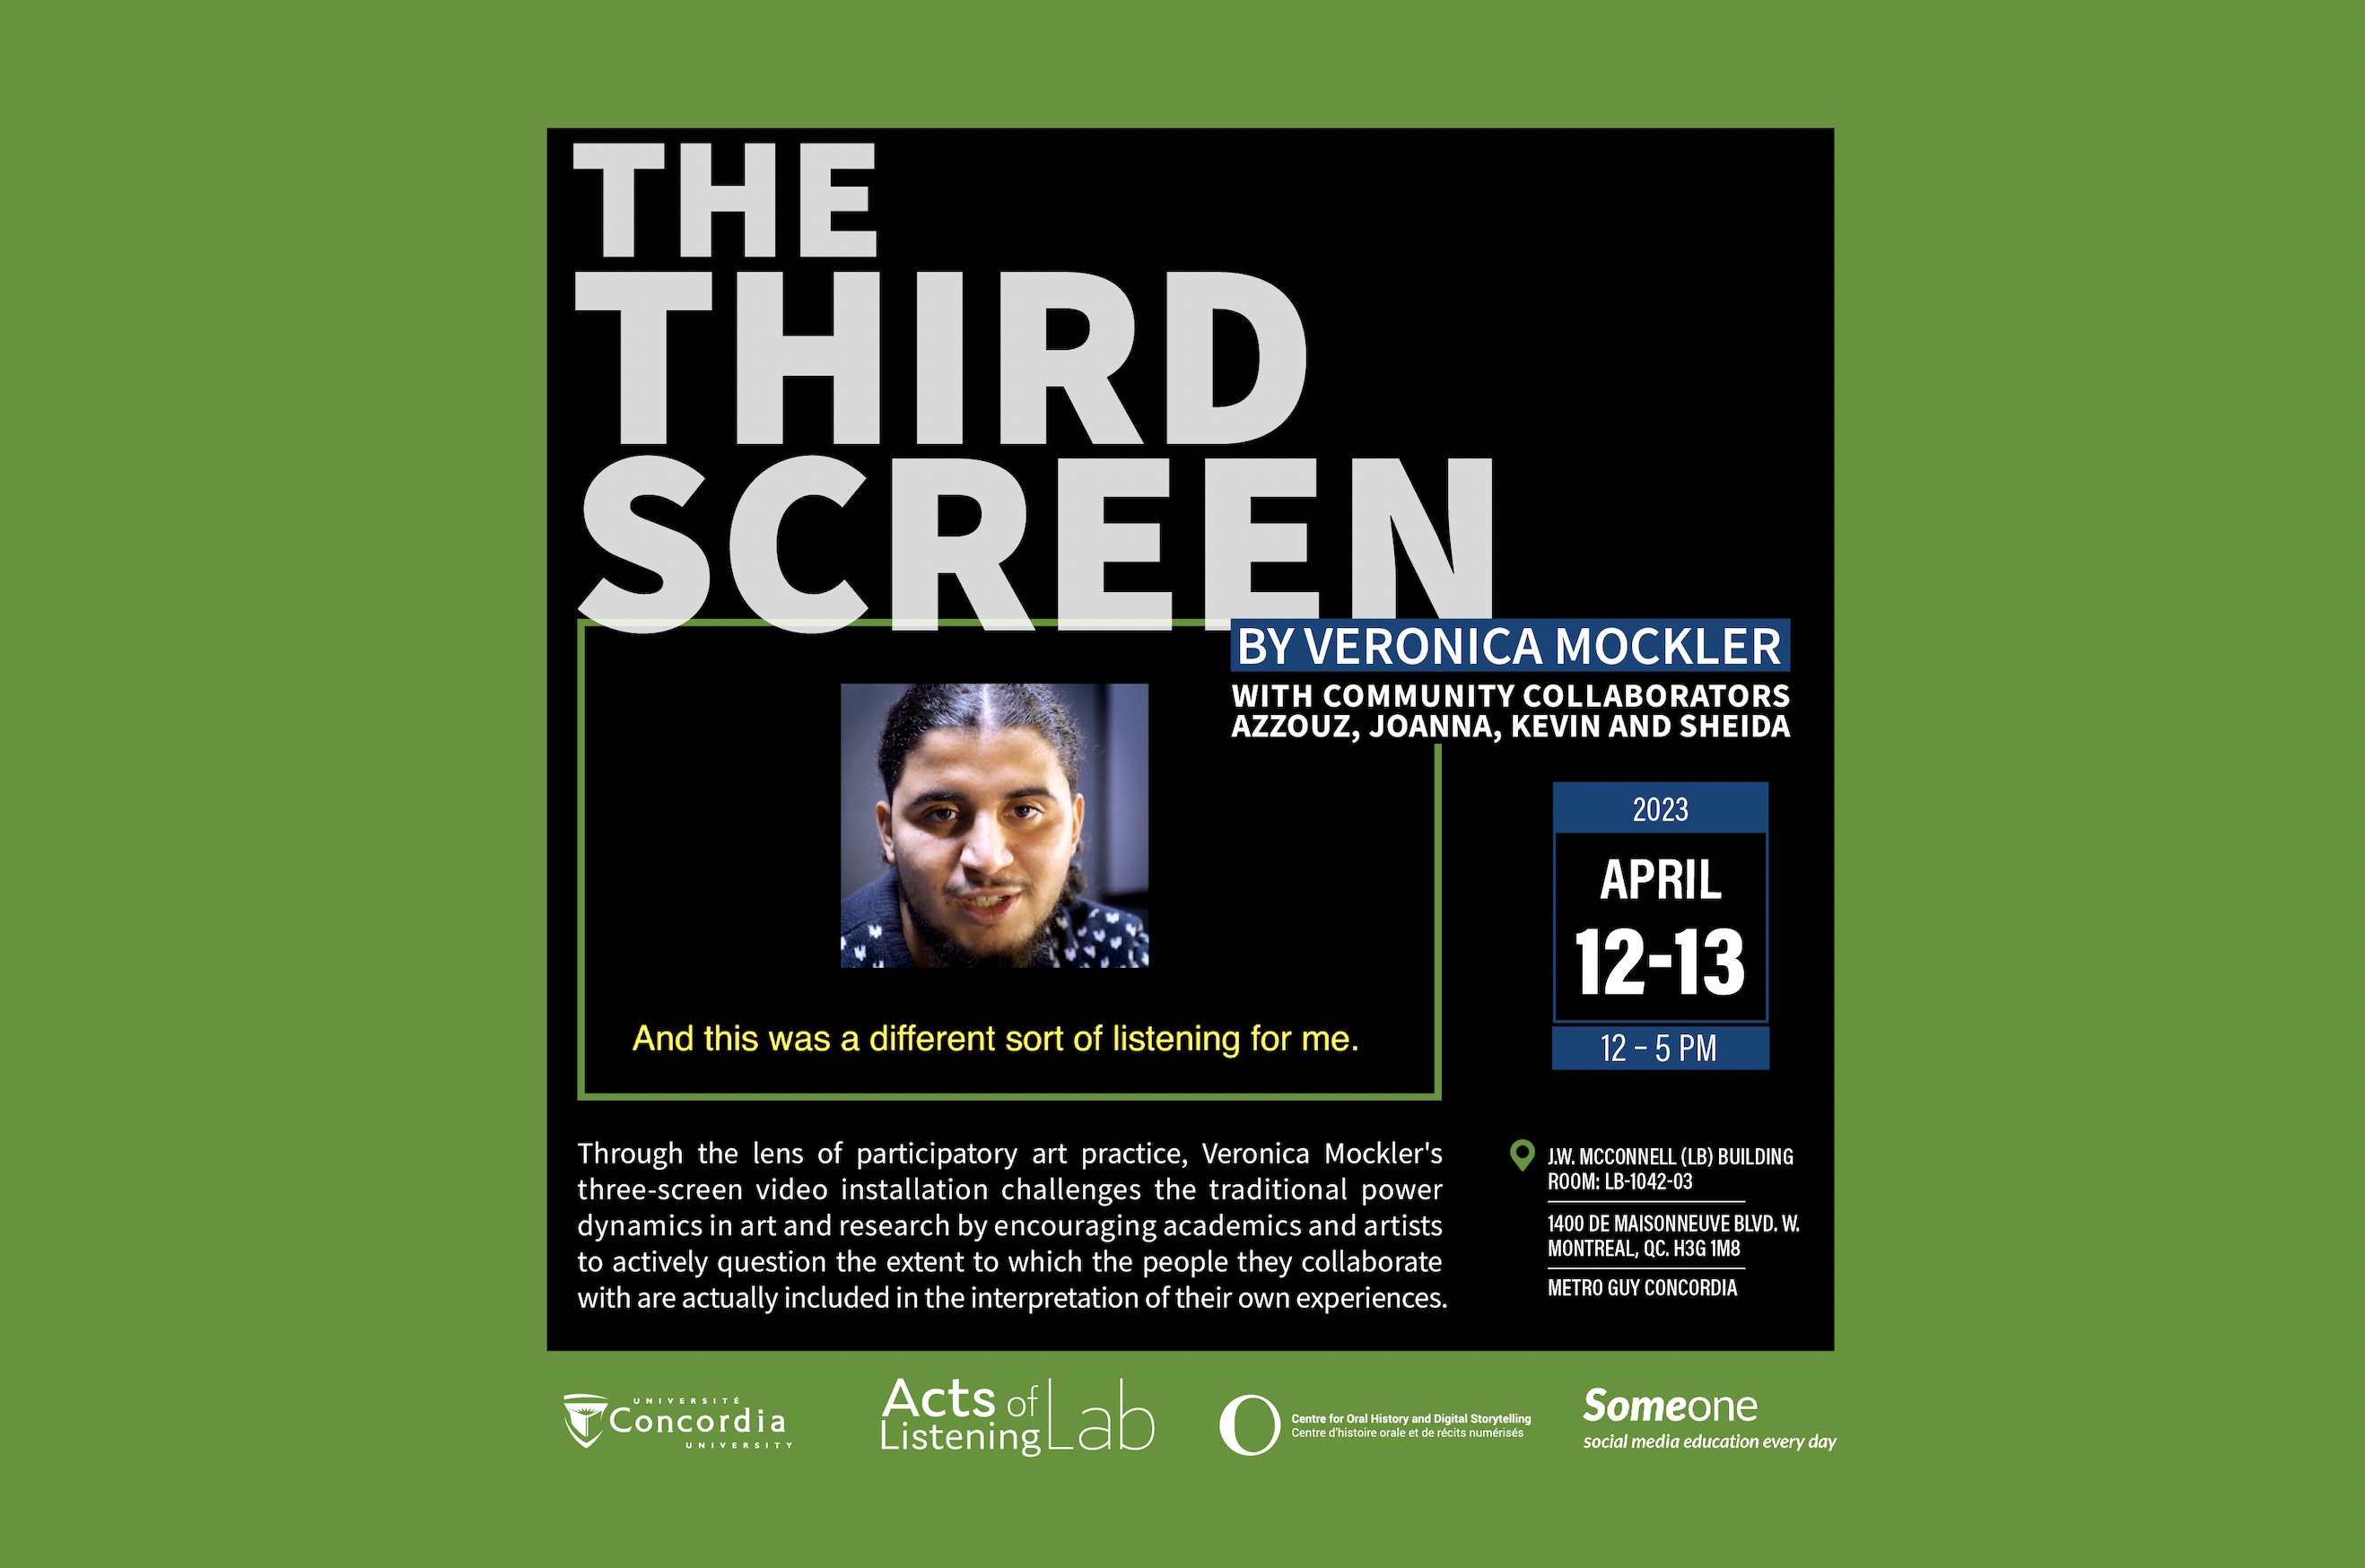 THE
THIRD
SCREEN
BY VERONICA MOCKLER
WITH COMMUNITY COLLABORATORS
AZZOUZ, JOANNA, KEVIN AND SHEIDA
And this was a different sort of listening for me.
2023
APRIL
12-13
12 – 5 PM
Through the lens of participatory art practice, Veronica Mockler's
three-screen video installation challenges the traditional power
dynamics in art and research by encouraging academics and artists
to actively question the extent to which the people they collaborate
with are actually included in the interpretation of their own experiences.
J.W. MCCONNELL (LB) BUILDING
ROOM: LB-1042-03
1400 DE MAISONNEUVE BLVD. W.
MONTREAL, QC. H3G 1M8
METRO GUY CONCORDIA
UNIVERSITÉ
Concordia
UNIVERSITY
Acts of
Listening Lab
Centre for Oral History and Digital Storytelling
Centre d'histoire orale et de récits numérisés
Someone
social media education every day